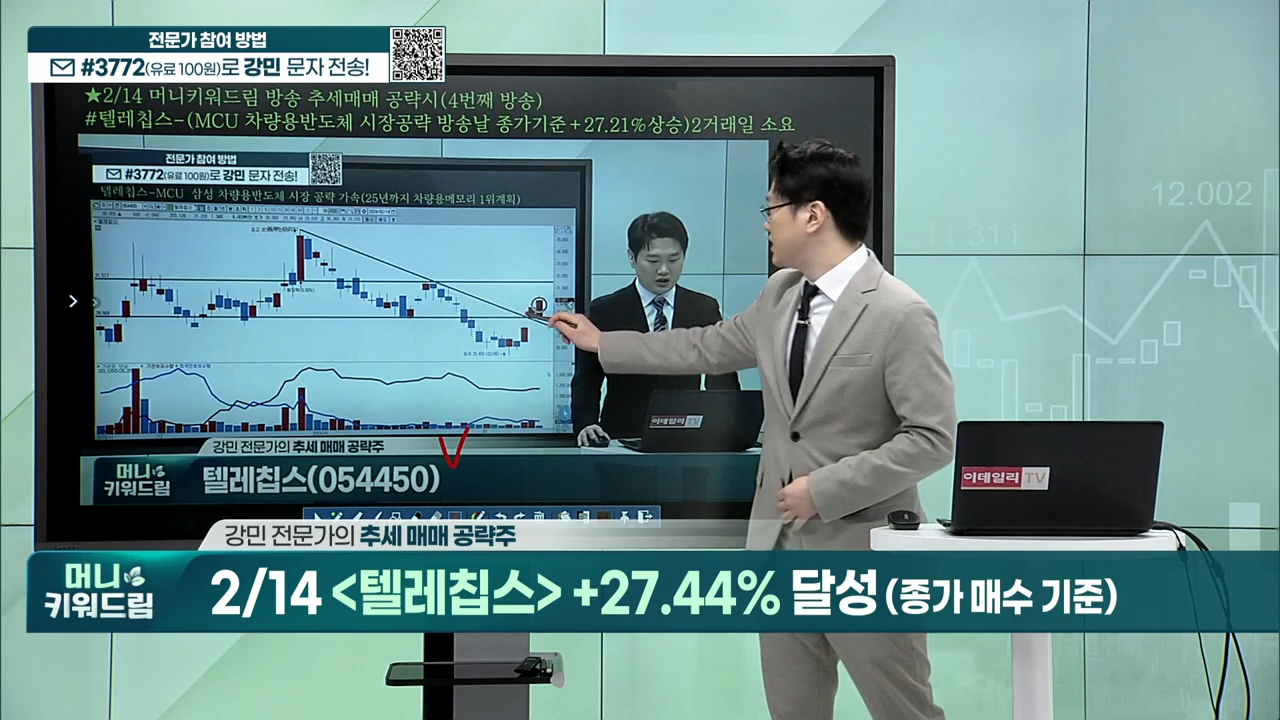 전문가 참여 방법
#3772(유료 100원)로 강민 문자 전송!
★2/14 머니키워드림 방송 추세매매 공략시(4번째 방송)
#텔레칩스-(MCU 차량용반도체 시장공략 방송날 종가기준+27.21%상승)2거래일 소요
전문가 참여 방법
#3772(유료 100원)로 강민 문자 전송!
텔레칩스-MCU 삼성 차량용반도체 시장 공략 가속(25년까지 차량용메모리 1위계획)
12.002
11.311
이데일리 TV
강민 전문가의 추세 매매 공략주
머니
키워드림
텔레칩스(054450)
이데일리 TV
강민 전문가의 추세 매매 공략주
머니
키워드림
2/14 <텔레칩스> +27.44% 달성 (종가 매수 기준)